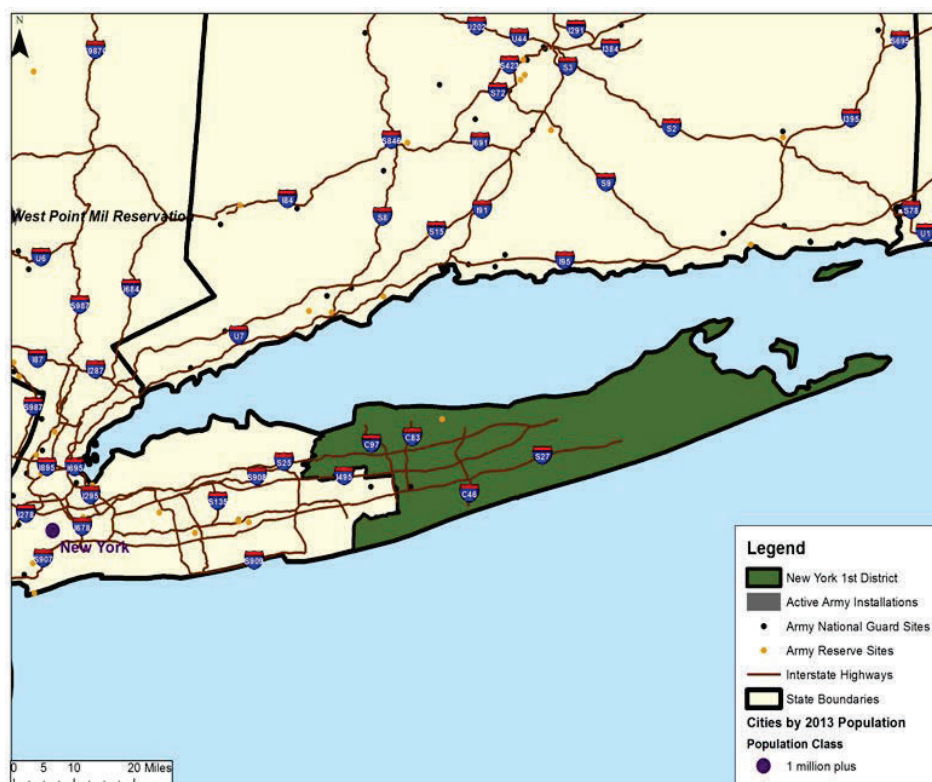 N
S9870
U202
U44
I291
I384
S695
S423
S3
S72
I395
S846
I691
S2
I84
S9
West Point Mil Reservation
S8
S15
I91
S78
U1
U6
I95
I684
S987
U7
I87
I287
S987
C97
C83
I895
I695
S25
S908
I495
S27
I295
S135
C46
I278
I678
New York
S907
S909
Legend
New York 1st District
Active Army Installations
Army National Guard Sites
Army Reserve Sites
Interstate Highways
State Boundaries
Cities by 2013 Population
Population Class
1 million plus
0 5 10 20 Miles